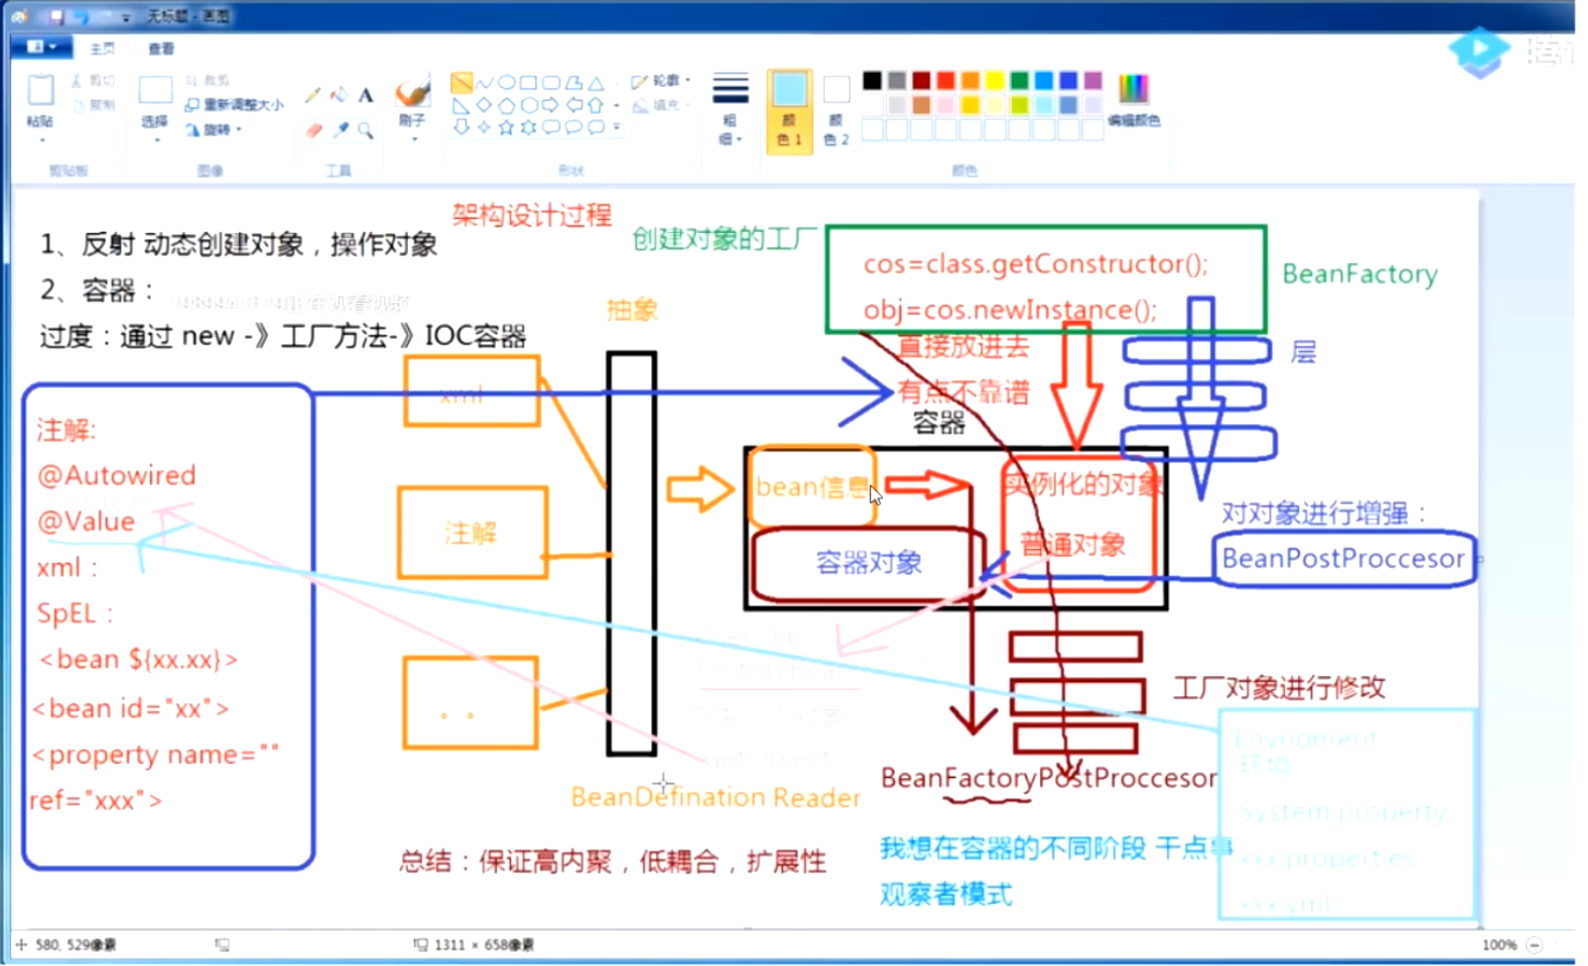 无标题 - 画图
主页 查看
粘贴
剪切
复制
剪贴板
选择
裁剪
重新调整大小
旋转
图像
工具
刷子
形状
轮廓
填充
粗
细
颜
色 1
颜
色 2
颜色
编辑颜色
架构设计过程
1、反射 动态创建对象，操作对象
2、容器：
正在观看视频
过度：通过 new -》工厂方法-》IOC容器
创建对象的工厂
cos=class.getConstructor();
obj=cos.newInstance();
BeanFactory
抽象
直接放进去
有点不靠谱
层
容器
xml
注解
. .
注解:
@Autowired
@Value
xml：
SpEL：
<bean ${xx.xx}>
<bean id="xx">
<property name=""
ref="xxx">
bean信息
容器对象
实例化的对象
普通对象
对对象进行增强：
BeanPostProccesor
工厂对象进行修改
BeanDefination Reader
BeanFactoryPostProccesor
Envrioment
环境
System property
xxx.properties
xxx.yml
总结：保证高内聚，低耦合，扩展性
我想在容器的不同阶段 干点事
观察者模式
580, 529像素
1311 × 658像素
100%